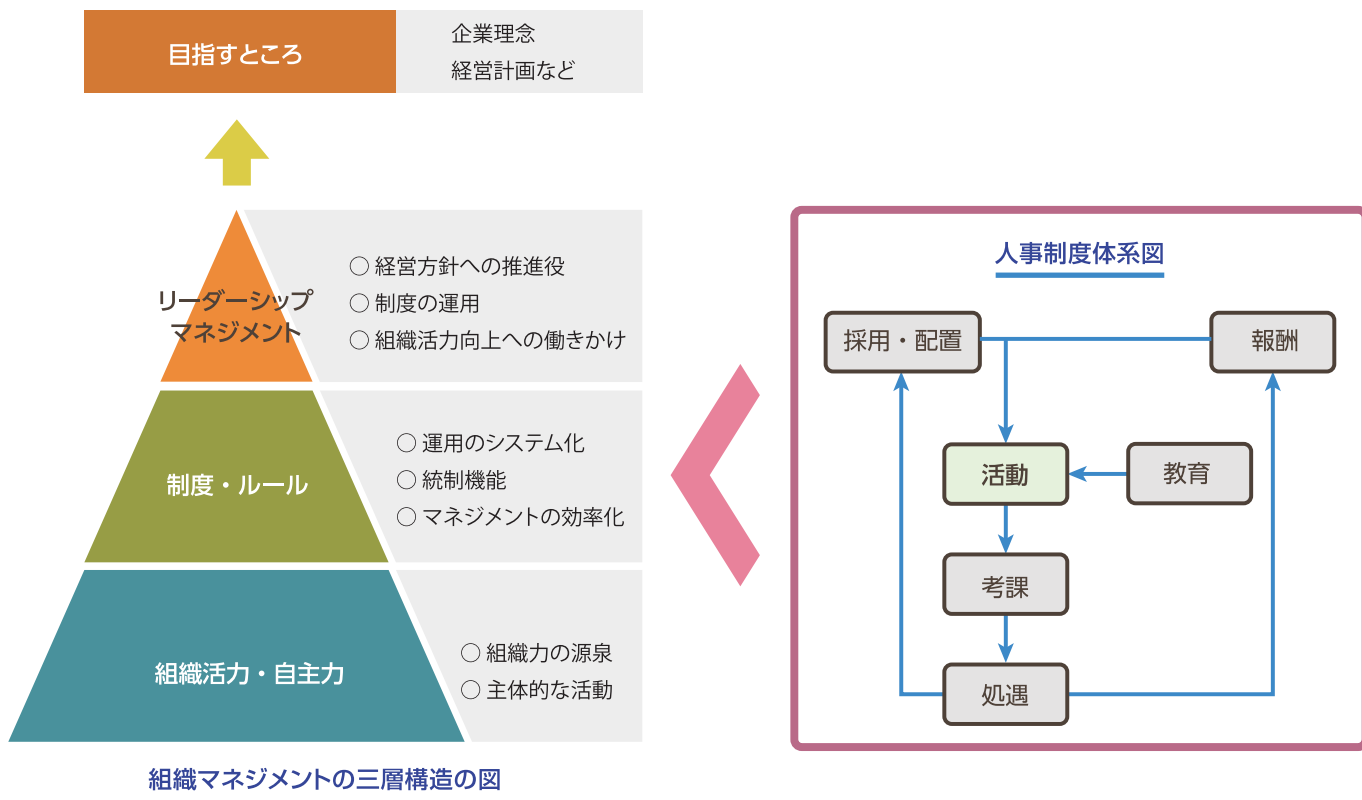 目指すところ
企業理念
経営計画など
リーダーシップ
マネジメント
○ 経営方針への推進役
○ 制度の運用
○ 組織活力向上への働きかけ
制度・ルール
○ 運用のシステム化
○ 統制機能
○ マネジメントの効率化
組織活力・自主力
○ 組織力の源泉
○ 主体的な活動
組織マネジメントの三層構造の図
人事制度体系図
採用・配置
報酬
活動
教育
考課
処遇